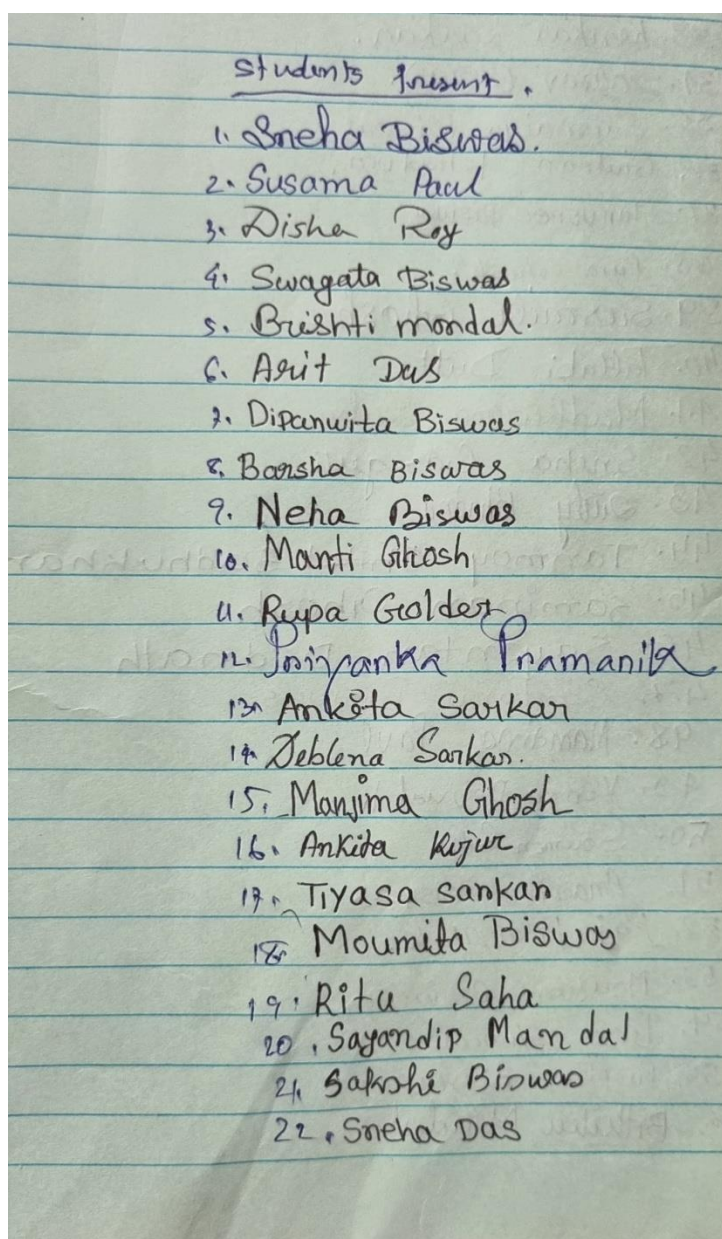 Students Present.
1. Sneha Biswas.
2. Susama Paul
3. Disha Roy
4. Swagata Biswas
5. Brishti mondal.
6. Arit Das
7. Dipanwita Biswas
8. Barsha Biswas
9. Neha Biswas
10. Manti Ghosh
11. Rupa Golder
12. Priyanka Pramanik
13. Ankita Sarkar
14. Deblena Sarkar.
15. Manjima Ghosh
16. Ankita Kujur
17. Tiyasa Sarkar
18. Moumita Biswas
19. Ritu Saha
20. Sayandip Mandal
21. Sakshi Biswas
22. Sneha Das